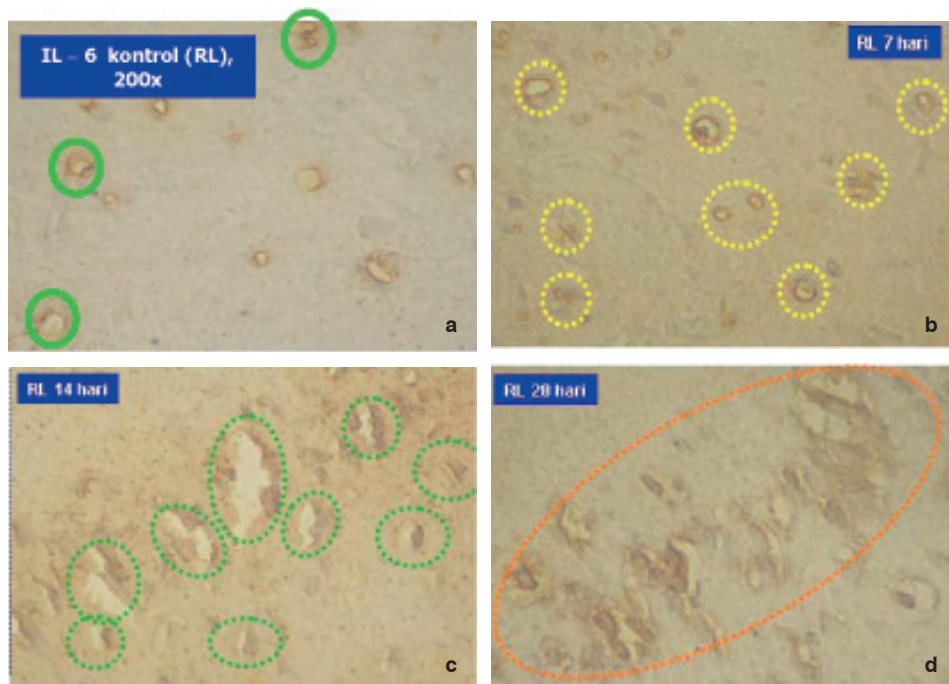 IL – 6 kontrol (RL),
200x
a
RL 7 hari
b
RL 14 hari
c
RL 28 hari
d